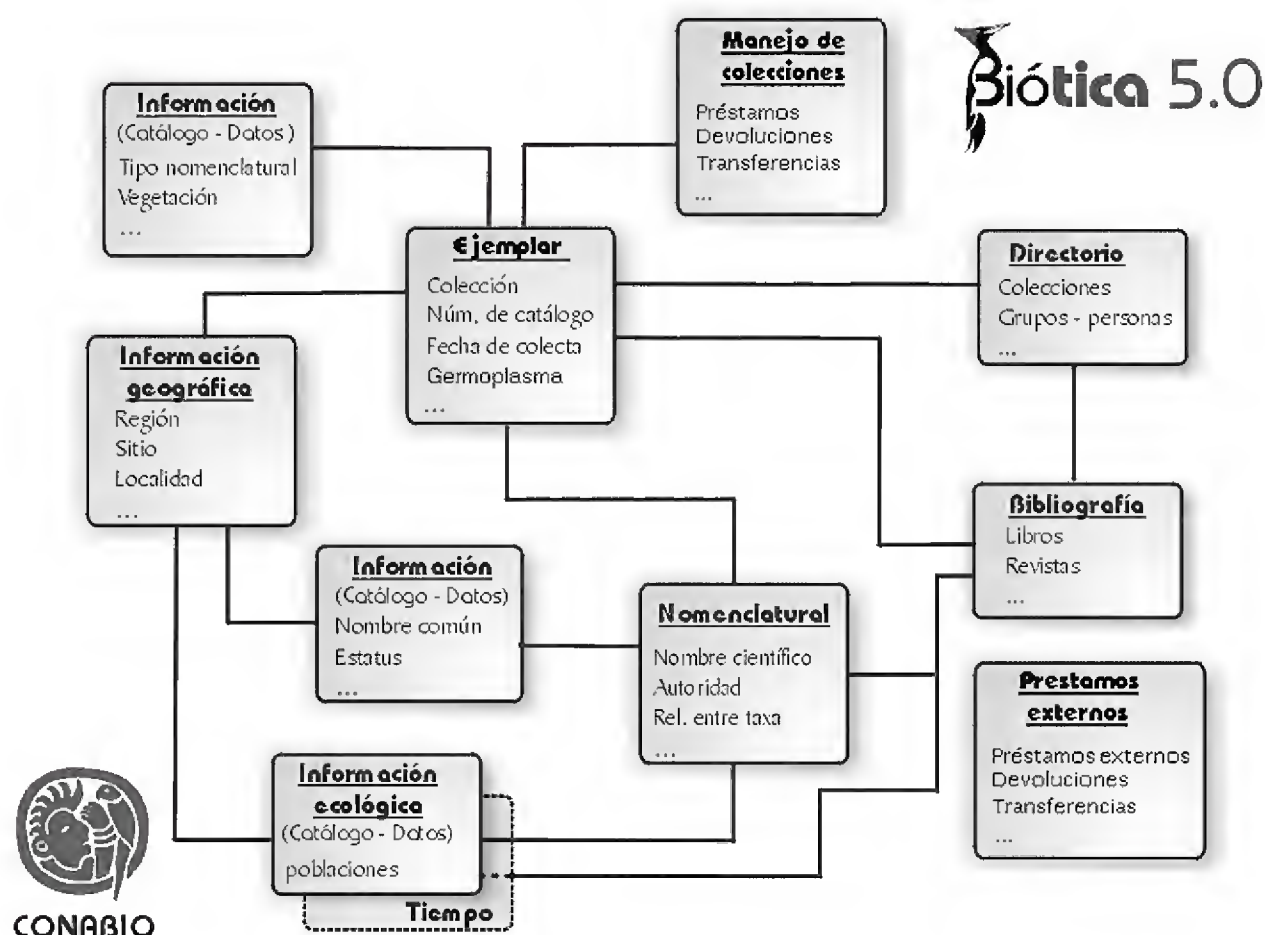 Biótica 5.0
Manejo de
colecciones
Préstamos
Devoluciones
Transferencias
...
Información
(Catálogo - Datos)
Tipo nomenclatural
Vegetación
...
Ejemplar
Colección
Núm. de catálogo
Fecha de colecta
Germoplasma
...
Directorio
Colecciones
Grupos - personas
...
Información
geográfica
Región
Sitio
Localidad
...
Bibliografía
Libros
Revistas
...
Información
(Catálogo - Datos)
Nombre común
Estatus
...
Nomenclatural
Nombre científico
Autoridad
Rel. entre taxa
...
Prestamos
externos
Préstamos externos
Devoluciones
Transferencias
...
Información
ecológica
(Catálogo - Datos)
poblaciones
Tiempo
CONABIO